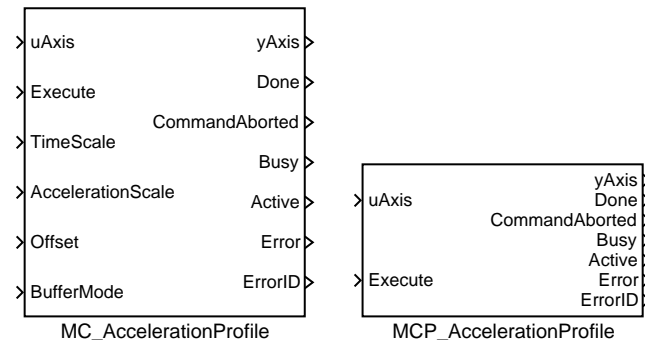 uAxis
Execute
TimeScale
AccelerationScale
Offset
BufferMode
yAxis
Done
CommandAborted
Busy
Active
Error
ErrorID
MC_AccelerationProfile
uAxis
Execute
yAxis
Done
CommandAborted
Busy
Active
Error
ErrorID
MCP_AccelerationProfile